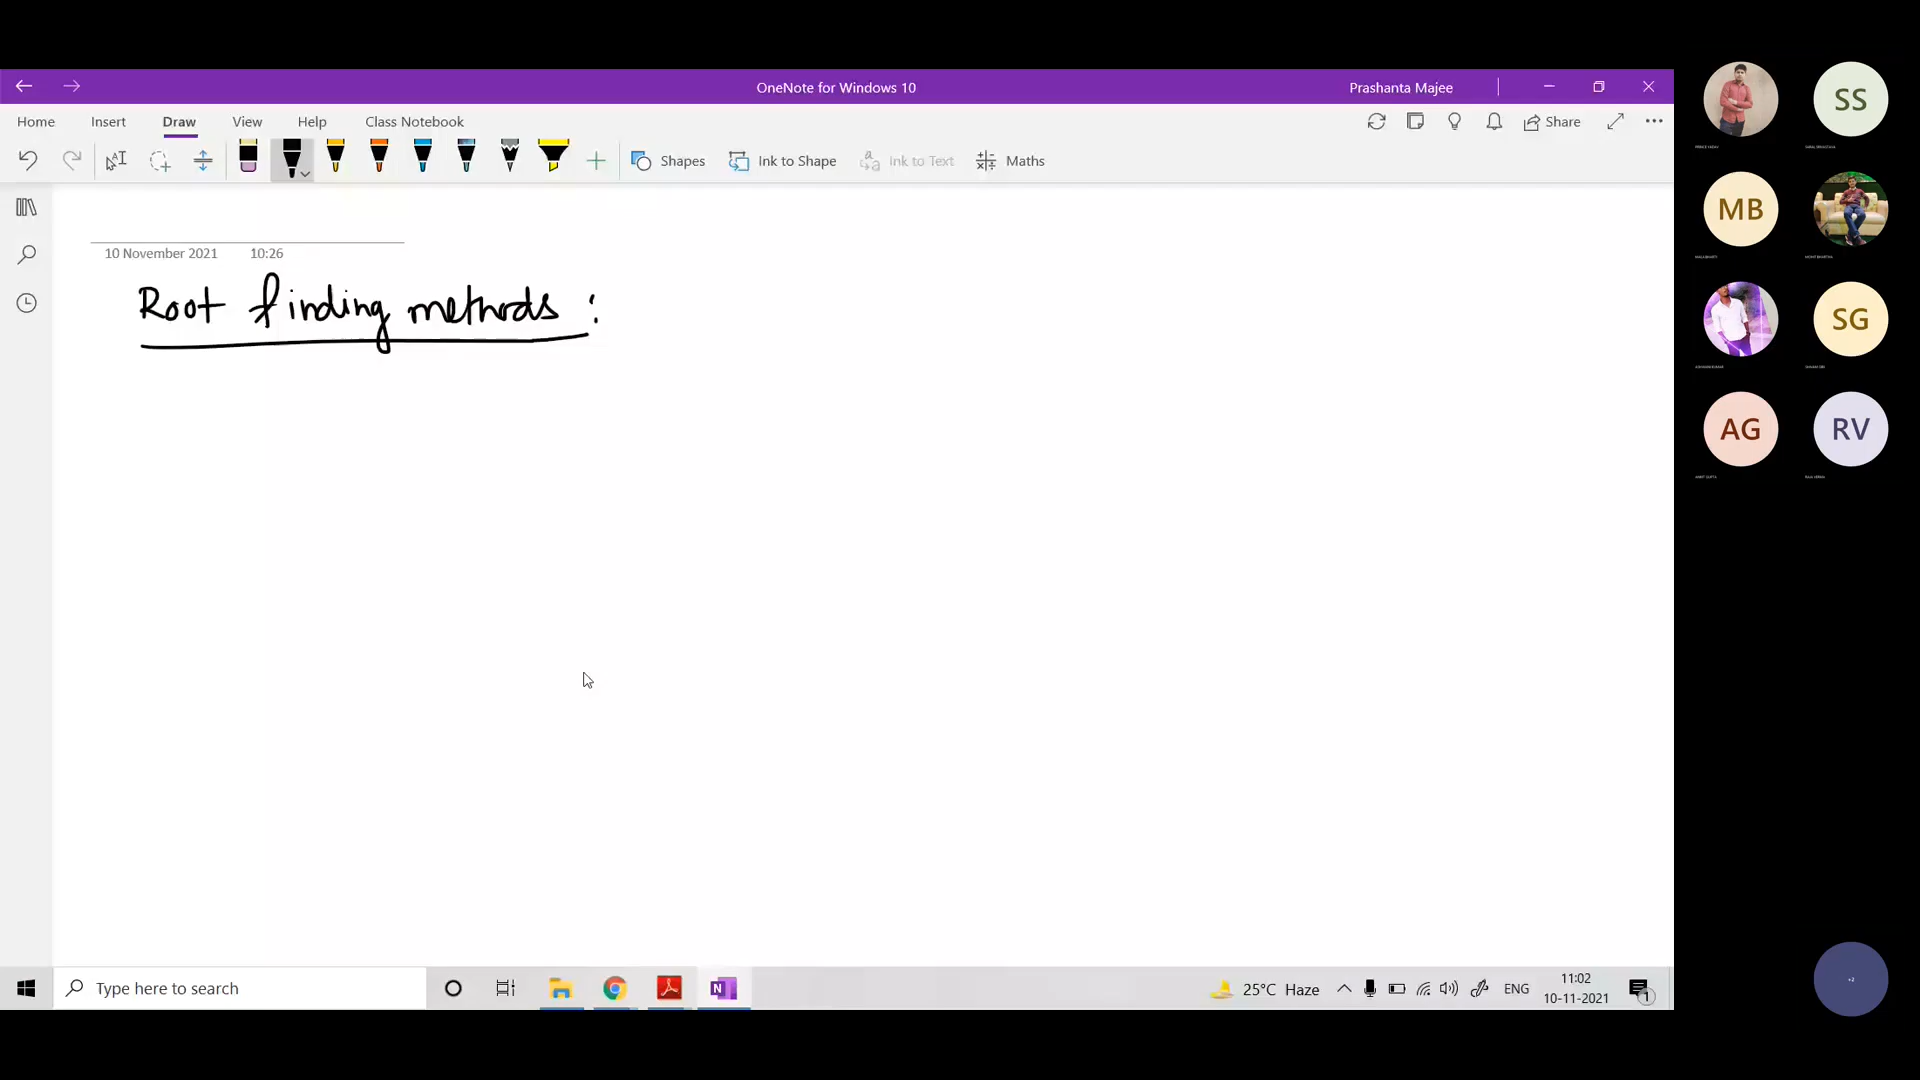 OneNote for Windows 10
Prashanta Majee
Home Insert Draw View Help Class Notebook
Share
Shapes Ink to Shape Ink to Text Maths
10 November 2021 10:26
Root finding methods :
SS
MB
SG
AG RV
Type here to search
25°C Haze
ENG
11:02
10-11-2021
1
+2